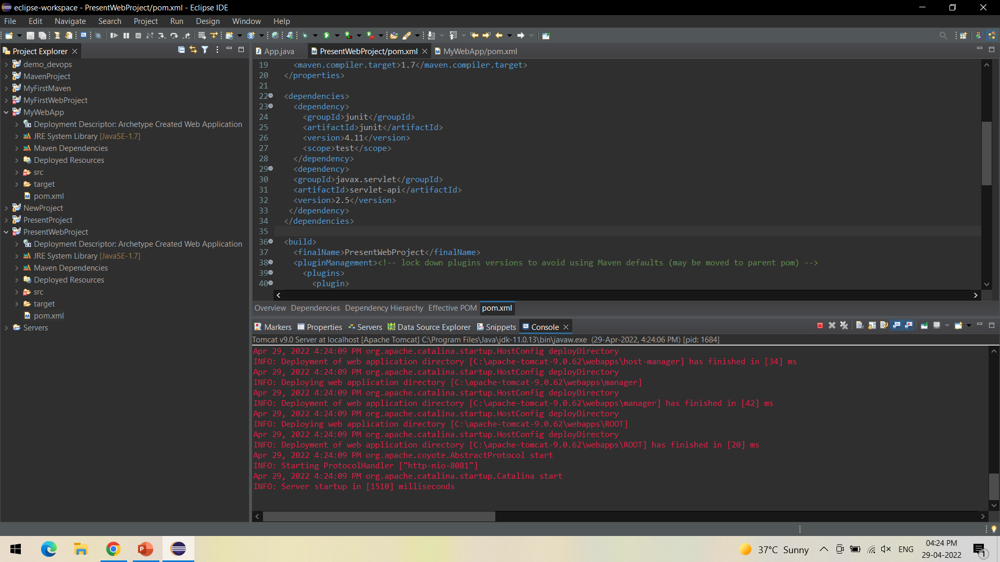 eclipse-workspace - PresentWebProject/pom.xml - Eclipse IDE
File Edit Navigate Search Project Run Design Window Help
Project Explorer
demo_devops
MavenProject
MyFirstMaven
MyFirstWebProject
MyWebApp
Deployment Descriptor: Archetype Created Web Application
JRE System Library [JavaSE-1.7]
Maven Dependencies
Deployed Resources
src
target
pom.xml
NewProject
PresentProject
PresentWebProject
Deployment Descriptor: Archetype Created Web Application
JRE System Library [JavaSE-1.7]
Maven Dependencies
Deployed Resources
src
target
pom.xml
Servers
App.java PresentWebProject/pom.xml MyWebApp/pom.xml
19 <maven.compiler.target>1.7</maven.compiler.target>
20 </properties>
21
22 <dependencies>
23 <dependency>
24 <groupId>junit</groupId>
25 <artifactId>junit</artifactId>
26 <version>4.11</version>
27 <scope>test</scope>
28 </dependency>
29 <dependency>
30 <groupId>javax.servlet</groupId>
31 <artifactId>servlet-api</artifactId>
32 <version>2.5</version>
33 </dependency>
34 </dependencies>
35
36 <build>
37 <finalName>PresentWebProject</finalName>
38 <pluginManagement><!-- lock down plugins versions to avoid using Maven defaults (may be moved to parent pom) -->
39 <plugins>
40 <plugin>
Overview Dependencies Dependency Hierarchy Effective POM pom.xml
Markers Properties Servers Data Source Explorer Snippets Console
Tomcat v9.0 Server at localhost [Apache Tomcat] C:\Program Files\Java\jdk-11.0.13\bin\javaw.exe (29-Apr-2022, 4:24:06 PM) [pid: 1684]
Apr 29, 2022 4:24:09 PM org.apache.catalina.startup.HostConfig deployDirectory
INFO: Deployment of web application directory [C:\apache-tomcat-9.0.62\webapps\host-manager] has finished in [34] ms
Apr 29, 2022 4:24:09 PM org.apache.catalina.startup.HostConfig deployDirectory
INFO: Deploying web application directory [C:\apache-tomcat-9.0.62\webapps\manager]
Apr 29, 2022 4:24:09 PM org.apache.catalina.startup.HostConfig deployDirectory
INFO: Deployment of web application directory [C:\apache-tomcat-9.0.62\webapps\manager] has finished in [42] ms
Apr 29, 2022 4:24:09 PM org.apache.catalina.startup.HostConfig deployDirectory
INFO: Deploying web application directory [C:\apache-tomcat-9.0.62\webapps\ROOT]
Apr 29, 2022 4:24:09 PM org.apache.catalina.startup.HostConfig deployDirectory
INFO: Deployment of web application directory [C:\apache-tomcat-9.0.62\webapps\ROOT] has finished in [20] ms
Apr 29, 2022 4:24:09 PM org.apache.coyote.AbstractProtocol start
INFO: Starting ProtocolHandler ["http-nio-8081"]
Apr 29, 2022 4:24:09 PM org.apache.catalina.startup.Catalina start
INFO: Server startup in [1510] milliseconds
37°C Sunny
ENG
04:24 PM
29-04-2022
1